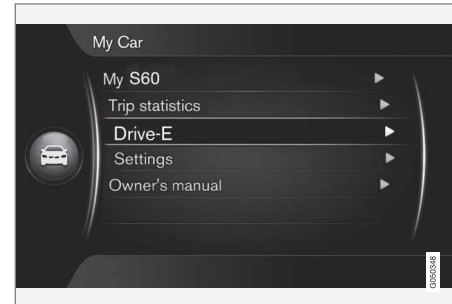 My Car
My S60
Trip statistics
Drive-E
Settings
Owner's manual
G050348